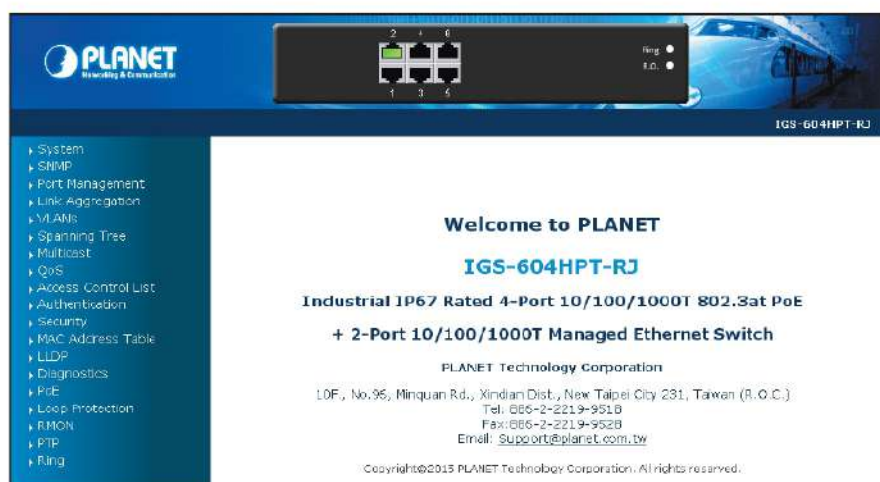 PLANET
Networking & Communication
2 4 6
1 3 5
Ring
R.O.
IGS-604HPT-RJ
System
SNMP
Port Management
Link Aggregation
VLANs
Spanning Tree
Multicast
QoS
Access Control List
Authentication
Security
MAC Address Table
LLDP
Diagnostics
PoE
Loop Protection
RMON
PTP
Ring
Welcome to PLANET
IGS-604HPT-RJ
Industrial IP67 Rated 4-Port 10/100/1000T 802.3at PoE
+ 2-Port 10/100/1000T Managed Ethernet Switch
PLANET Technology Corporation
10F., No.96, Minquan Rd., Xindian Dist., New Taipei City 231, Taiwan (R.O.C.)
Tel: 886-2-2219-9518
Fax:886-2-2219-9528
Email: Support@planet.com.tw
Copyright©2015 PLANET Technology Corporation. All rights reserved.